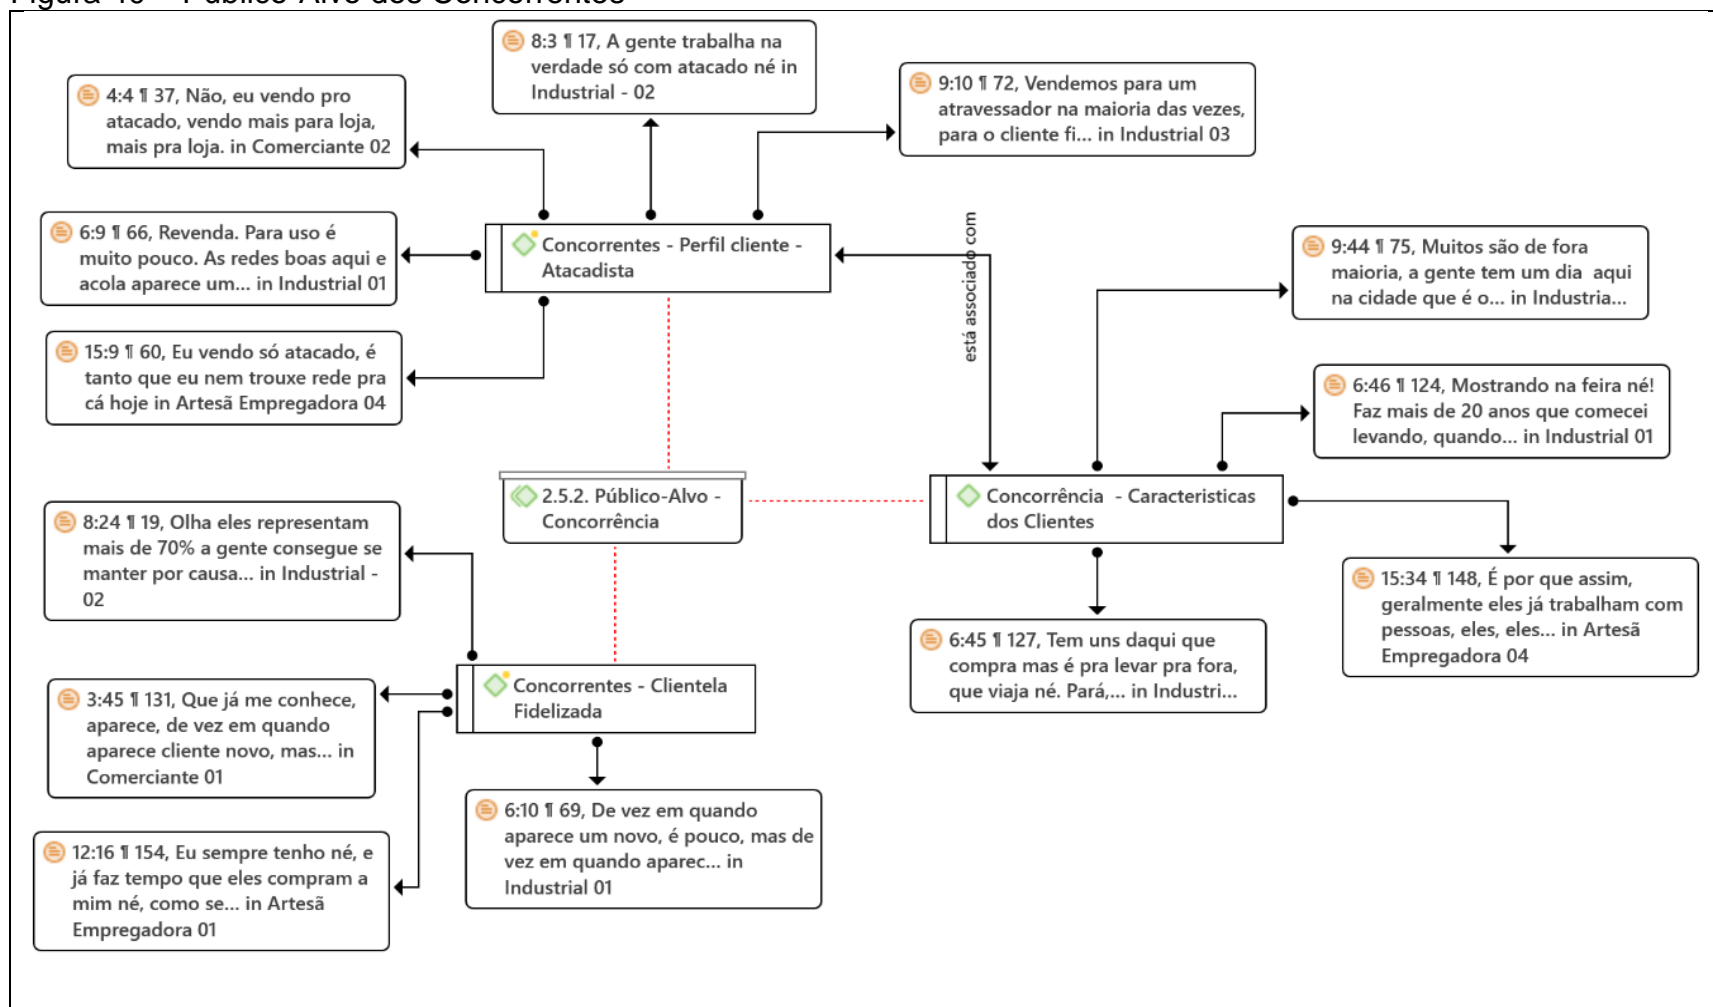 8:3 ¶ 17, A gente trabalha na
verdade só com atacado né in
Industrial - 02
4:4 ¶ 37, Não, eu vendo pro
atacado, vendo mais para loja,
mais pra loja. in Comerciante 02
9:10 ¶ 72, Vendemos para um
atravessador na maioria das vezes,
para o cliente fi... in Industrial 03
6:9 ¶ 66, Revenda. Para uso é
muito pouco. As redes boas aqui e
acola aparece um... in Industrial 01
Concorrentes - Perfil cliente -
Atacadista
está associado com
9:44 ¶ 75, Muitos são de fora
maioria, a gente tem um dia aqui
na cidade que é o... in Industria...
15:9 ¶ 60, Eu vendo só atacado, é
tanto que eu nem trouxe rede pra
cá hoje in Artesã Empregadora 04
6:46 ¶ 124, Mostrando na feira né!
Faz mais de 20 anos que comecei
levando, quando... in Industrial 01
2.5.2. Público-Alvo -
Concorrência
Concorrência - Caracteristicas
dos Clientes
8:24 ¶ 19, Olha eles representam
mais de 70% a gente consegue se
manter por causa... in Industrial -
02
15:34 ¶ 148, É por que assim,
geralmente eles já trabalham com
pessoas, eles, eles... in Artesã
Empregadora 04
6:45 ¶ 127, Tem uns daqui que
compra mas é pra levar pra fora,
que viaja né. Pará,... in Industri...
Concorrentes - Clientela
Fidelizada
3:45 ¶ 131, Que já me conhece,
aparece, de vez em quando
aparece cliente novo, mas... in
Comerciante 01
6:10 ¶ 69, De vez em quando
aparece um novo, é pouco, mas de
vez em quando aparec... in
Industrial 01
12:16 ¶ 154, Eu sempre tenho né, e
já faz tempo que eles compram a
mim né, como se... in Artesã
Empregadora 01